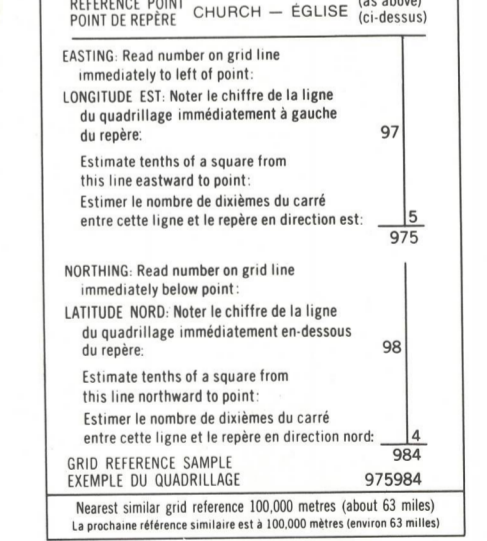 REFERENCE POINT CHURCH — ÉGLISE (as above)
POINT DE REPÈRE (ci-dessus)
EASTING: Read number on grid line
immediately to left of point:
LONGITUDE EST: Noter le chiffre de la ligne
du quadrillage immédiatement à gauche
du repère: 97
Estimate tenths of a square from
this line eastward to point:
Estimer le nombre de dixièmes du carré
entre cette ligne et le repère en direction est: 5
975
NORTHING: Read number on grid line
immediately below point:
LATITUDE NORD: Noter le chiffre de la ligne
du quadrillage immédiatement en-dessous
du repère: 98
Estimate tenths of a square from
this line northward to point:
Estimer le nombre de dixièmes du carré
entre cette ligne et le repère en direction nord: 4
984
GRID REFERENCE SAMPLE
EXEMPLE DU QUADRILLAGE 975984
Nearest similar grid reference 100,000 metres (about 63 miles)
La prochaine référence similaire est à 100,000 mètres (environ 63 milles)